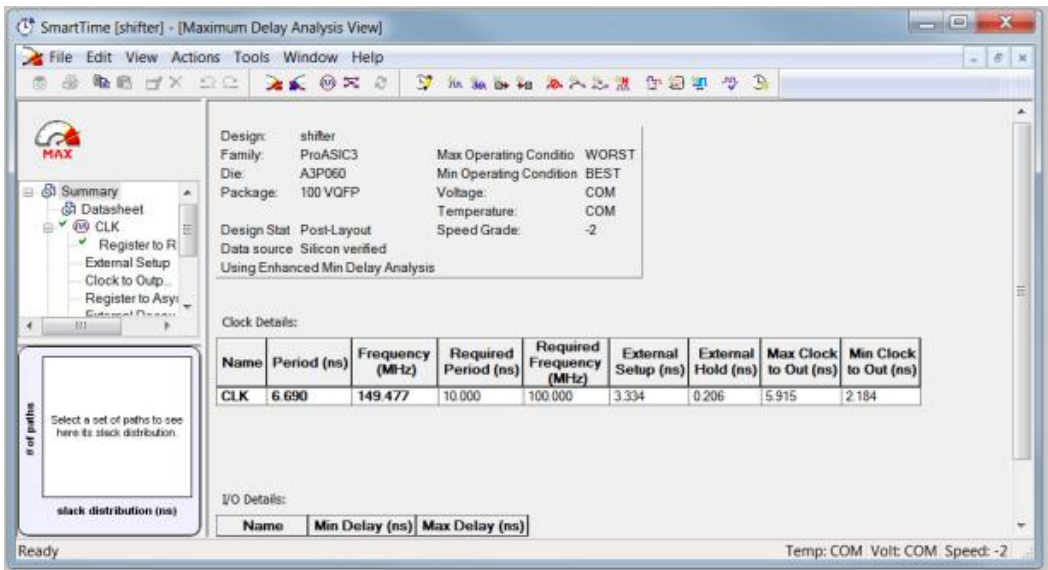 SmartTime [shifter] - [Maximum Delay Analysis View]
File Edit View Actions Tools Window Help
MAX
Summary
Datasheet
CLK
Register to R
External Setup
Clock to Outp...
Register to Asy
Design: shifter
Family: ProASIC3 Max Operating Conditio WORST
Die: A3P060 Min Operating Condition BEST
Package: 100 VQFP Voltage: COM
Temperature: COM
Design Stat Post-Layout Speed Grade: -2
Data source Silicon verified
Using Enhanced Min Delay Analysis
Clock Details:
Name Period (ns) Frequency (MHz) Required Period (ns) Required Frequency (MHz) External Setup (ns) External Hold (ns) Max Clock to Out (ns) Min Clock to Out (ns)
CLK 6.690 149.477 10.000 100.000 3.334 0.206 5.915 2.184
# of paths
Select a set of paths to see
here its slack distribution.
slack distribution (ns)
I/O Details:
Name Min Delay (ns) Max Delay (ns)
Ready
Temp: COM Volt: COM Speed: -2